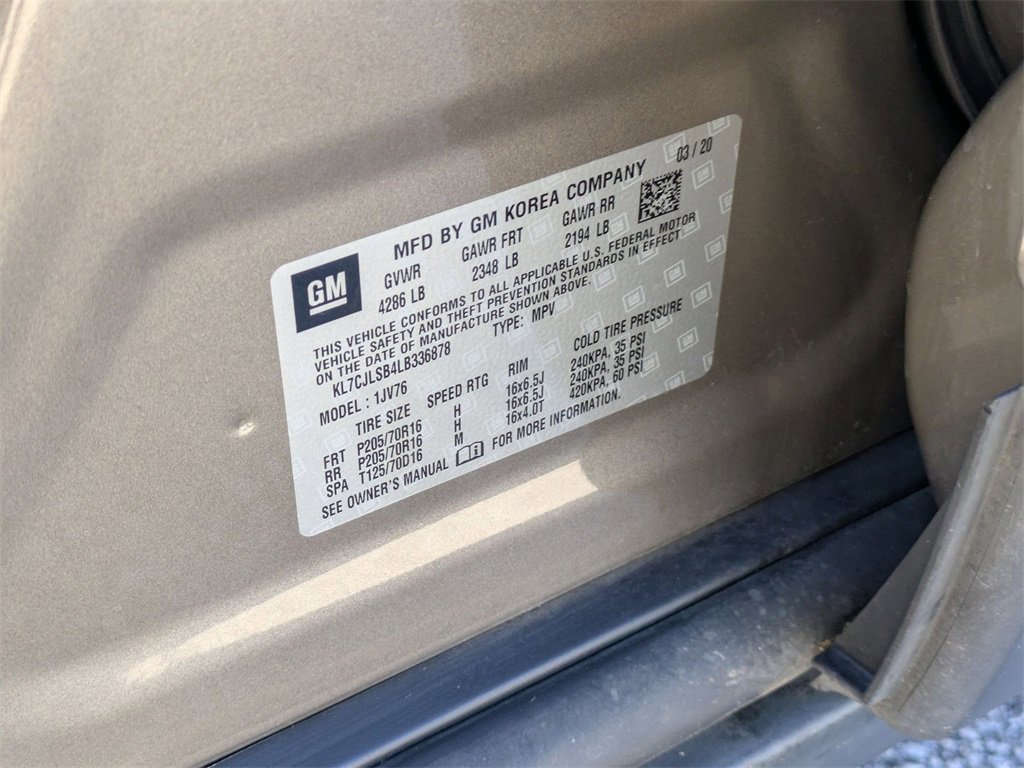 MFD BY GM KOREA COMPANY 03 / 20
GM
GVWR GAWR FRT GAWR RR
4286 LB 2348 LB 2194 LB
THIS VEHICLE CONFORMS TO ALL APPLICABLE U.S. FEDERAL MOTOR
VEHICLE SAFETY AND THEFT PREVENTION STANDARDS IN EFFECT
ON THE DATE OF MANUFACTURE SHOWN ABOVE.
KL7CJLSB4LB336878 TYPE: MPV
MODEL : 1JV76
TIRE SIZE SPEED RTG RIM COLD TIRE PRESSURE
FRT P205/70R16 H 16x6.5J 240KPA, 35 PSI
RR P205/70R16 H 16x6.5J 240KPA, 35 PSI
SPA T125/70D16 M 16x4.0T 420KPA, 60 PSI
SEE OWNER'S MANUAL FOR MORE INFORMATION.